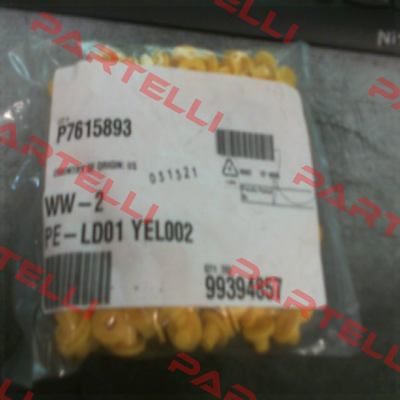 PARTELLI
P7615893
COUNTRY OF ORIGIN: US
031521
WW-2
PE-LD01 YEL002
99394857
PARTELLI
PARTELLI
PARTELLI